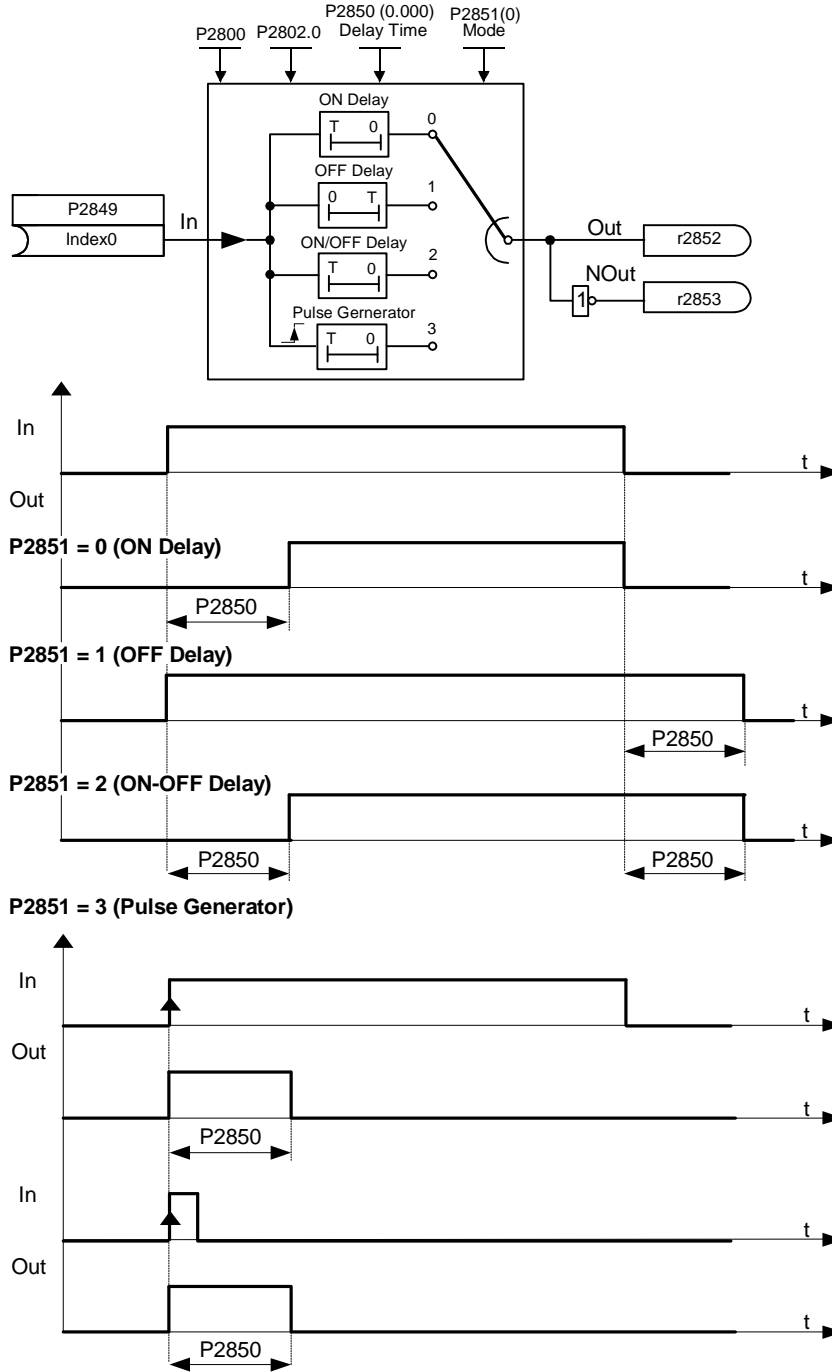 P2800 P2802.0 P2850 (0.000) P2851(0)
Delay Time Mode
ON Delay
T 0 0
OFF Delay
0 T 1
P2849
Index0
In
ON/OFF Delay
T 0 2
Pulse Gernerator
T 0 3
Out
r2852
NOut
1
r2853
In
t
Out
P2851 = 0 (ON Delay)
t
P2850
P2851 = 1 (OFF Delay)
t
P2850
P2851 = 2 (ON-OFF Delay)
t
P2850 P2850
P2851 = 3 (Pulse Generator)
In
t
Out
t
P2850
In
t
Out
t
P2850